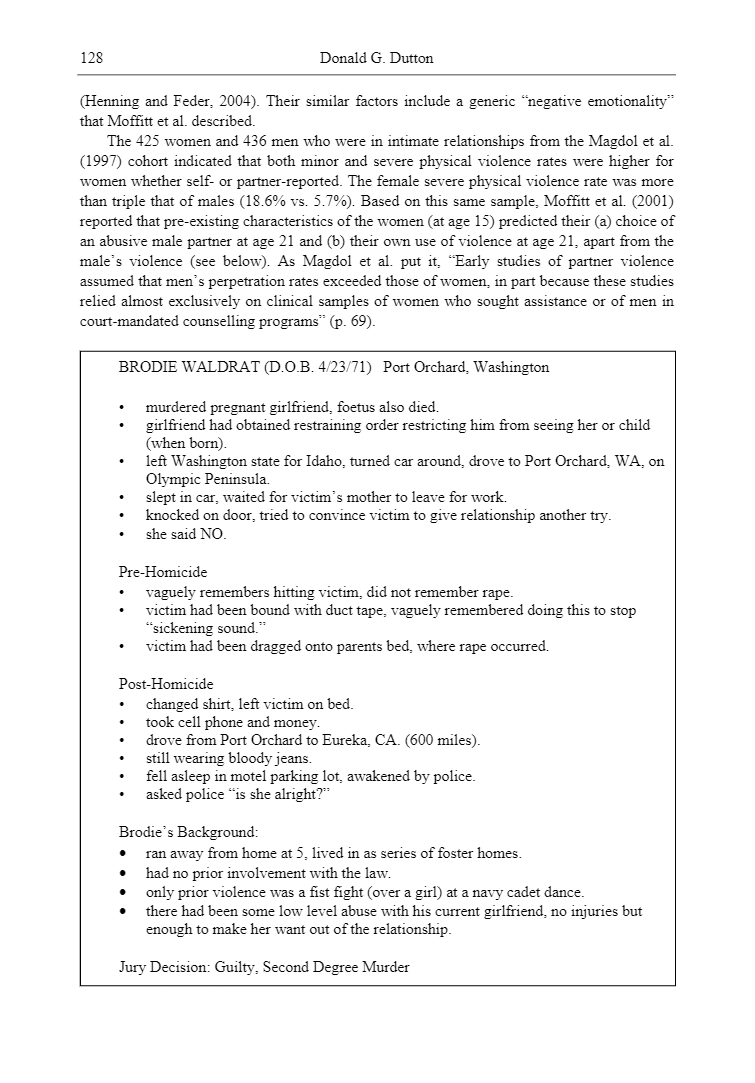 128
Donald G. Dutton
(Henning and Feder, 2004). Their similar factors include a generic “negative emotionality”
that Moffitt et al. described.
The 425 women and 436 men who were in intimate relationships from the Magdol et al.
(1997) cohort indicated that both minor and severe physical violence rates were higher for
women whether self- or partner-reported. The female severe physical violence rate was more
than triple that of males (18.6% vs. 5.7%). Based on this same sample, Moffitt et al. (2001)
reported that pre-existing characteristics of the women (at age 15) predicted their (a) choice of
an abusive male partner at age 21 and (b) their own use of violence at age 21, apart from the
male’s violence (see below). As Magdol et al. put it, “Early studies of partner violence
assumed that men’s perpetration rates exceeded those of women, in part because these studies
relied almost exclusively on clinical samples of women who sought assistance or of men in
court-mandated counselling programs” (p. 69).
BRODIE WALDRAT (D.O.B. 4/23/71) Port Orchard, Washington
• murdered pregnant girlfriend, foetus also died.
• girlfriend had obtained restraining order restricting him from seeing her or child
(when born).
• left Washington state for Idaho, turned car around, drove to Port Orchard, WA, on
Olympic Peninsula.
• slept in car, waited for victim’s mother to leave for work.
• knocked on door, tried to convince victim to give relationship another try.
• she said NO.
Pre-Homicide
• vaguely remembers hitting victim, did not remember rape.
• victim had been bound with duct tape, vaguely remembered doing this to stop
“sickening sound.”
• victim had been dragged onto parents bed, where rape occurred.
Post-Homicide
• changed shirt, left victim on bed.
• took cell phone and money.
• drove from Port Orchard to Eureka, CA. (600 miles).
• still wearing bloody jeans.
• fell asleep in motel parking lot, awakened by police.
• asked police “is she alright?”
Brodie’s Background:
• ran away from home at 5, lived in as series of foster homes.
• had no prior involvement with the law.
• only prior violence was a fist fight (over a girl) at a navy cadet dance.
• there had been some low level abuse with his current girlfriend, no injuries but
enough to make her want out of the relationship.
Jury Decision: Guilty, Second Degree Murder